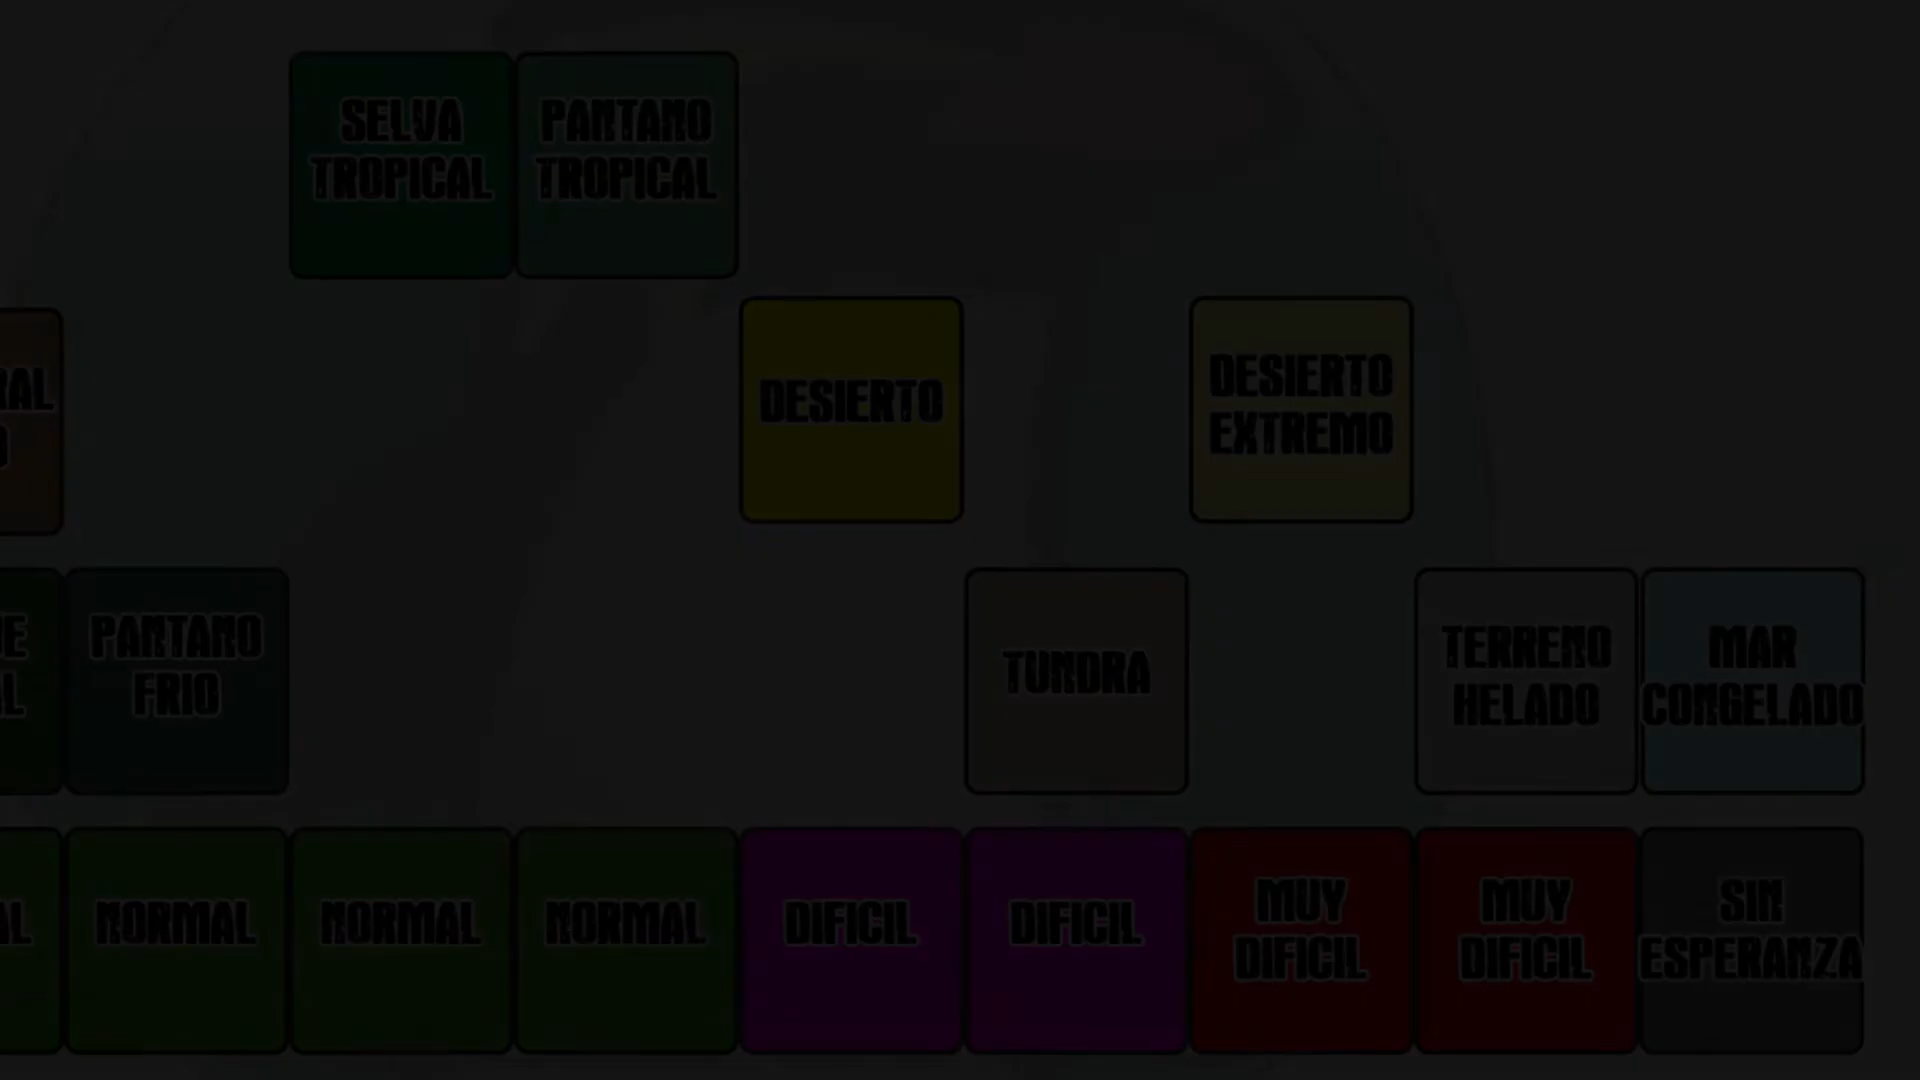 SELVA
TROPICAL
PANTANO
TROPICAL
DESIERTO
DESIERTO
EXTREMO
PANTANO
FRIO
TUNDRA
TERRENO
HELADO
MAR
CONGELADO
NORMAL
NORMAL
NORMAL
DIFICIL
DIFICIL
MUY
DIFICIL
MUY
DIFICIL
SIN
ESPERANZA